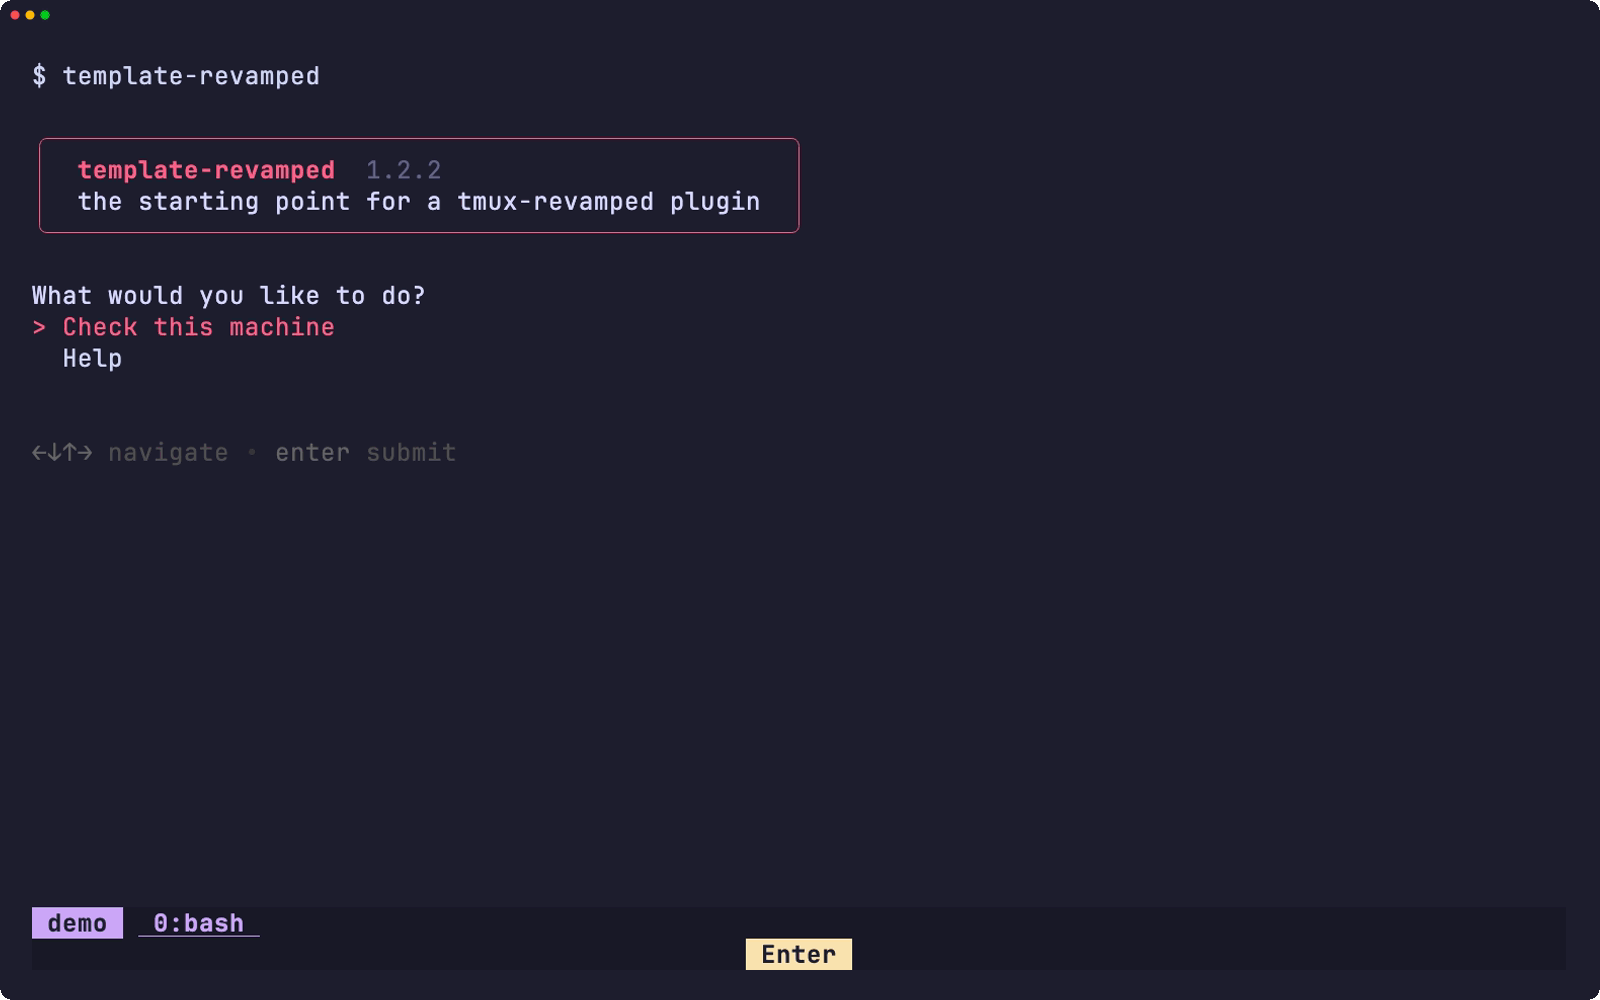 $ template-revamped
template-revamped  1.2.2
the starting point for a tmux-revamped plugin
What would you like to do?
> Check this machine
Help
←↓↑→ navigate • enter submit
demo  0:bash
Enter